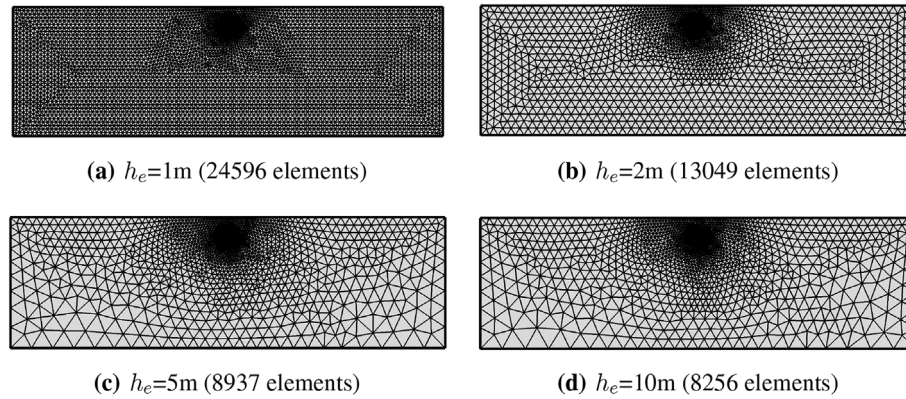 (a) h_e=1m (24596 elements)
(b) h_e=2m (13049 elements)
(c) h_e=5m (8937 elements)
(d) h_e=10m (8256 elements)